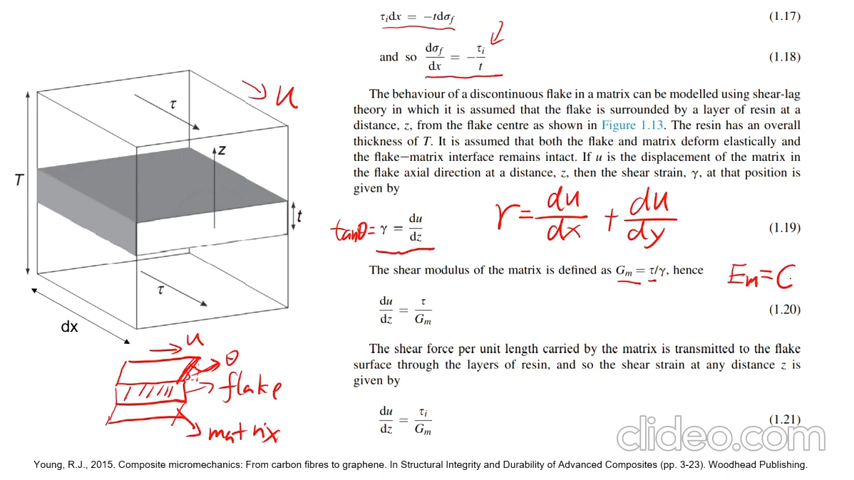 τᵢdx = −tdσ_f (1.17)
and so dσ_f/dx = −τᵢ/t (1.18)
The behaviour of a discontinuous flake in a matrix can be modelled using shear-lag
theory in which it is assumed that the flake is surrounded by a layer of resin at a
distance, z, from the flake centre as shown in Figure 1.13. The resin has an overall
thickness of T. It is assumed that both the flake and matrix deform elastically and
the flake−matrix interface remains intact. If u is the displacement of the matrix in
the flake axial direction at a distance, z, then the shear strain, γ, at that position is
given by
tanθ= γ = du/dz (1.19)
γ = du/dx + du/dy
The shear modulus of the matrix is defined as G_m = τ/γ, hence
Em = C
du/dz = τ/G_m (1.20)
The shear force per unit length carried by the matrix is transmitted to the flake
surface through the layers of resin, and so the shear strain at any distance z is
given by
du/dz = τᵢ/G_m (1.21)
u
τ
z
T
t
τ
dx
u
θ
flake
matrix
clideo.com
Young, R.J., 2015. Composite micromechanics: From carbon fibres to graphene. In Structural Integrity and Durability of Advanced Composites (pp. 3-23). Woodhead Publishing.